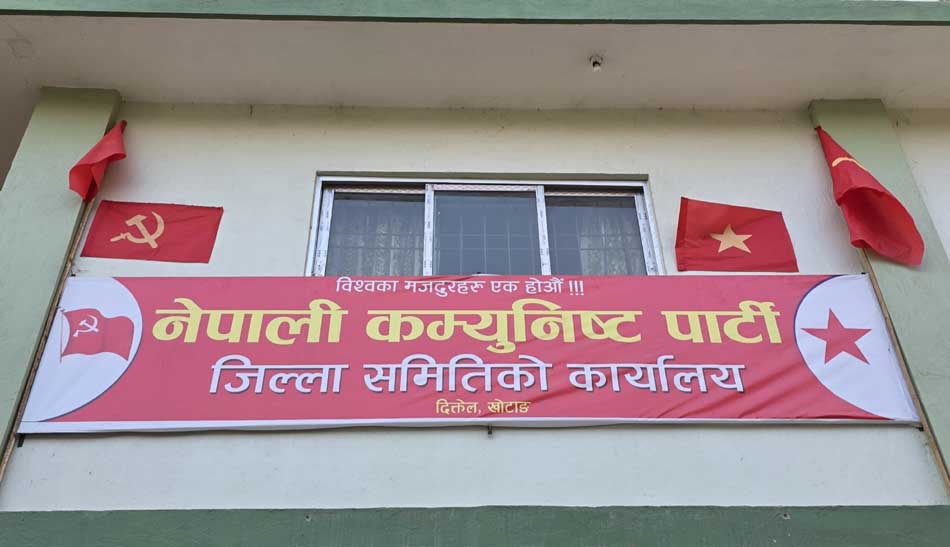 विश्वका मजदुरहरू एक होऔं !!!
नेपाली कम्युनिष्ट पार्टी
जिल्ला समितिको कार्यालय
दिक्तेल, खोटाङ